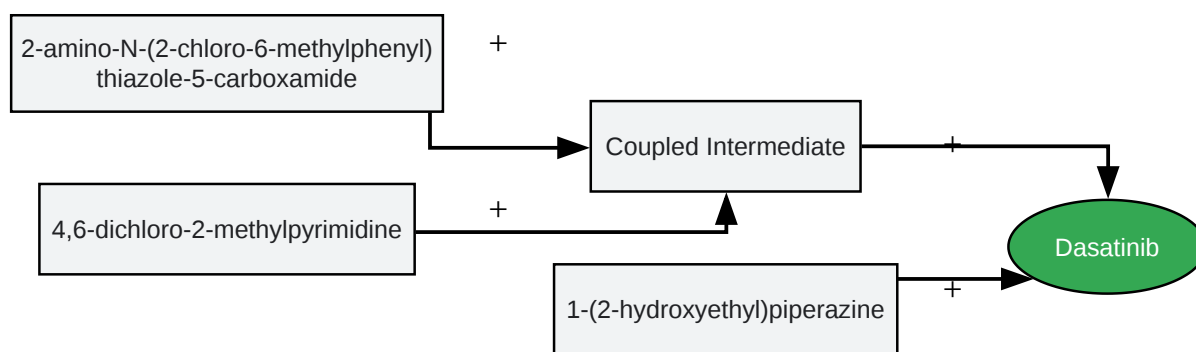 2-amino-N-(2-chloro-6-methylphenyl)
thiazole-5-carboxamide
+
Coupled Intermediate
+
4,6-dichloro-2-methylpyrimidine
+
Dasatinib
1-(2-hydroxyethyl)piperazine
+